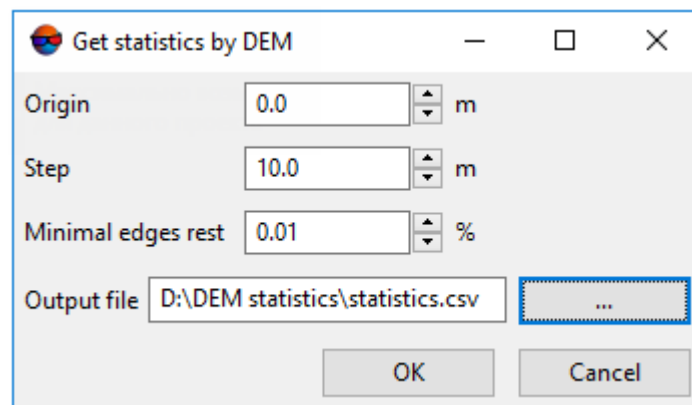 Get statistics by DEM
Origin 0.0 m
Step 10.0 m
Minimal edges rest 0.01 %
Output file D:\DEM statistics\statistics.csv ...
OK Cancel